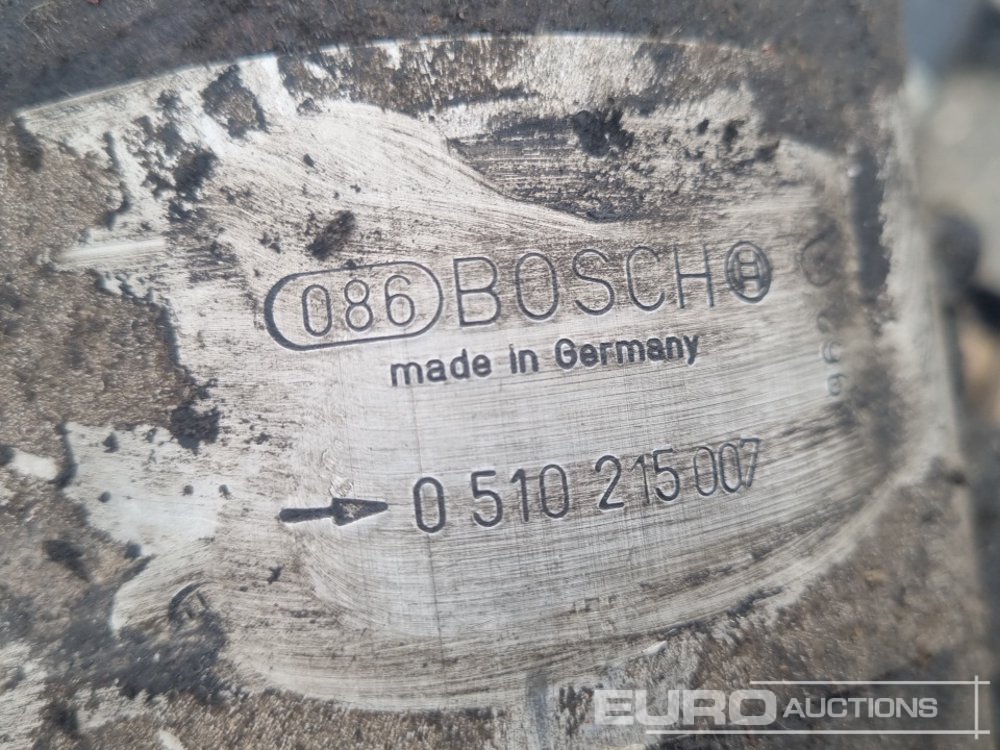 086 BOSCH
made in Germany
0 510 215 007
EURO AUCTIONS